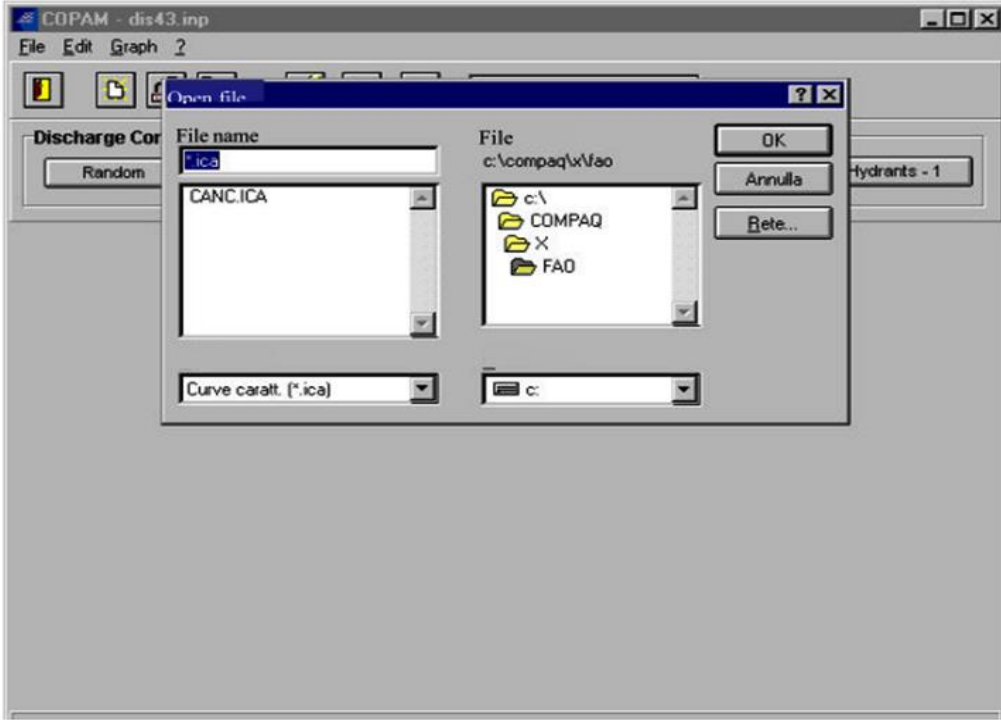 COPAM - dis43.inp
File Edit Graph ?
Open file
Discharge Cor
Random
Hydrants - 1
File name
*.ica
CANC.ICA
Curve caratt. (*.ica)
File
c:\compaq\x\fao
c:\
COMPAQ
X
FAO
c:
OK
Annulla
Rete...